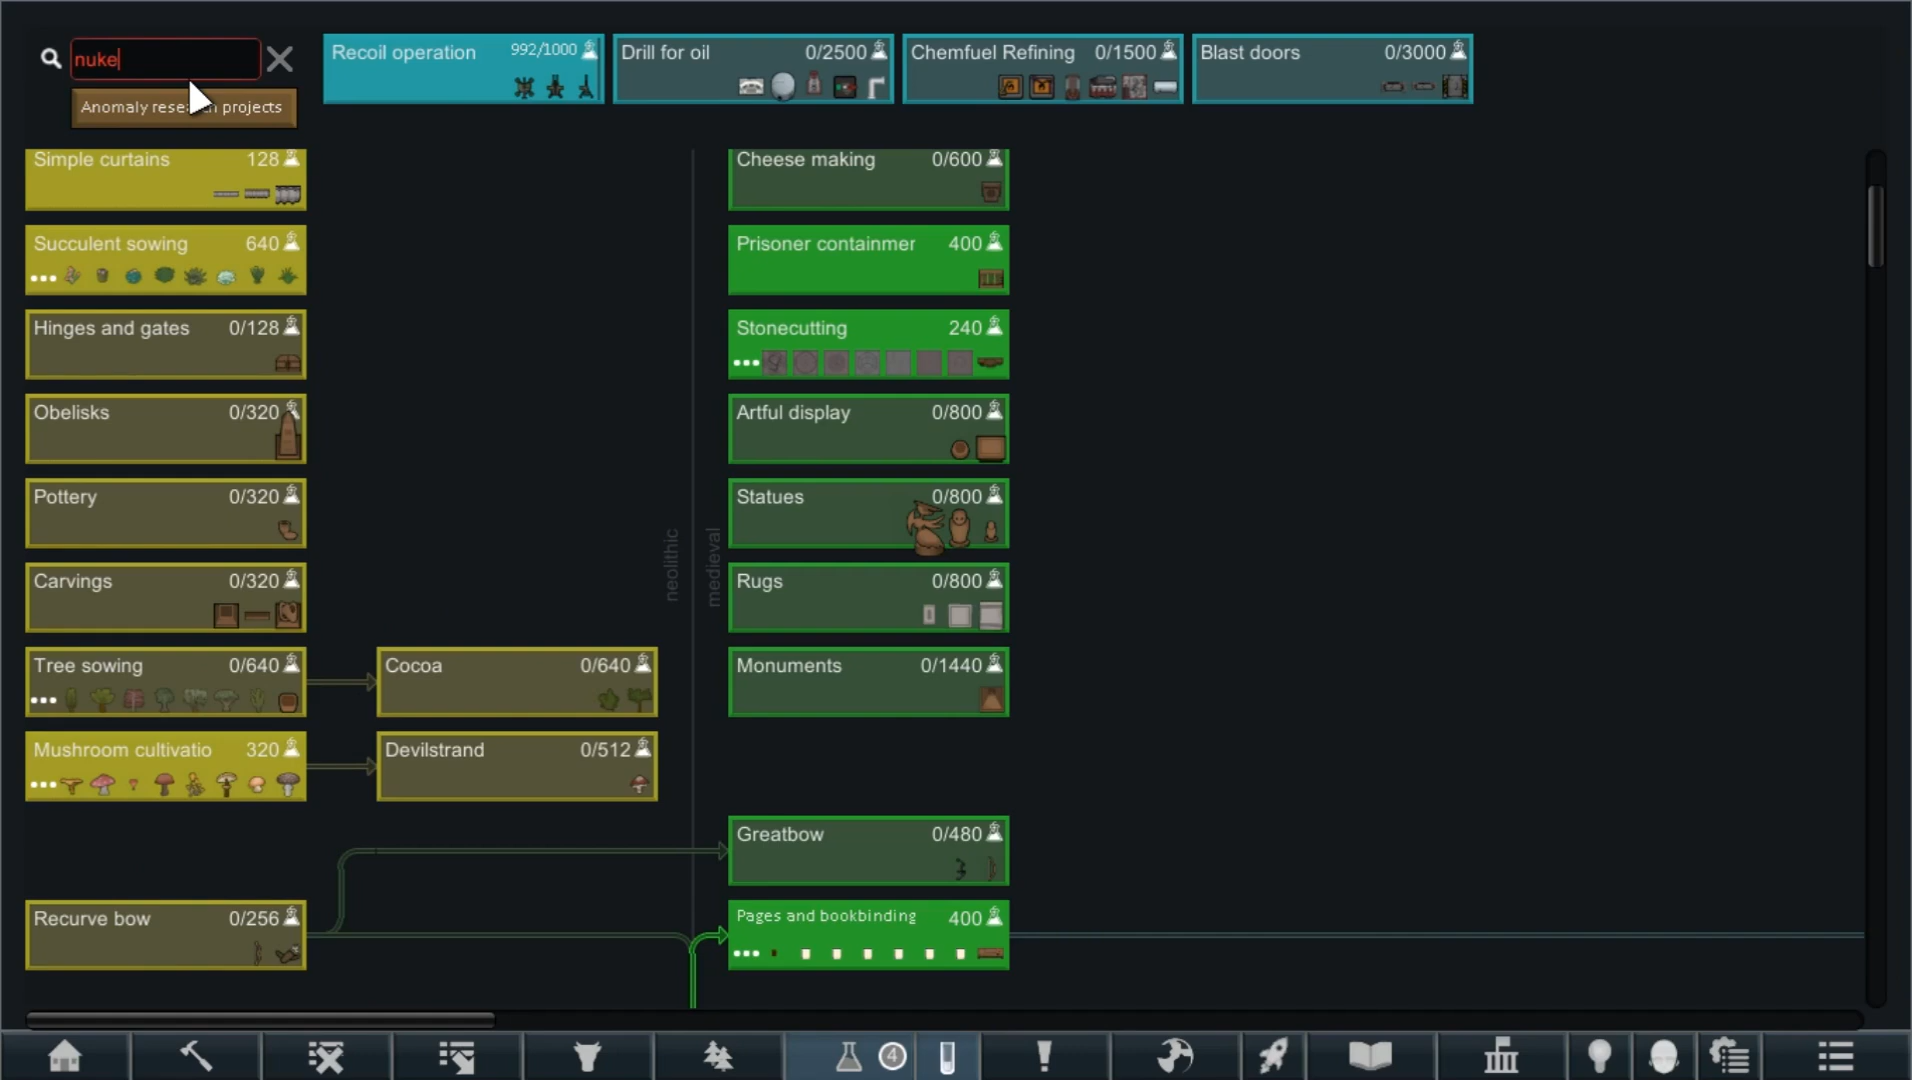 nuke
Anomaly research projects
Recoil operation 992/1000
Drill for oil 0/2500
Chemfuel Refining 0/1500
Blast doors 0/3000
Simple curtains 128
Succulent sowing 640
Hinges and gates 0/128
Obelisks 0/320
Pottery 0/320
Carvings 0/320
Tree sowing 0/640
Cocoa 0/640
Mushroom cultivatio 320
Devilstrand 0/512
Recurve bow 0/256
neolithic
medieval
Cheese making 0/600
Prisoner containmer 400
Stonecutting 240
Artful display 0/800
Statues 0/800
Rugs 0/800
Monuments 0/1440
Greatbow 0/480
Pages and bookbinding 400
4